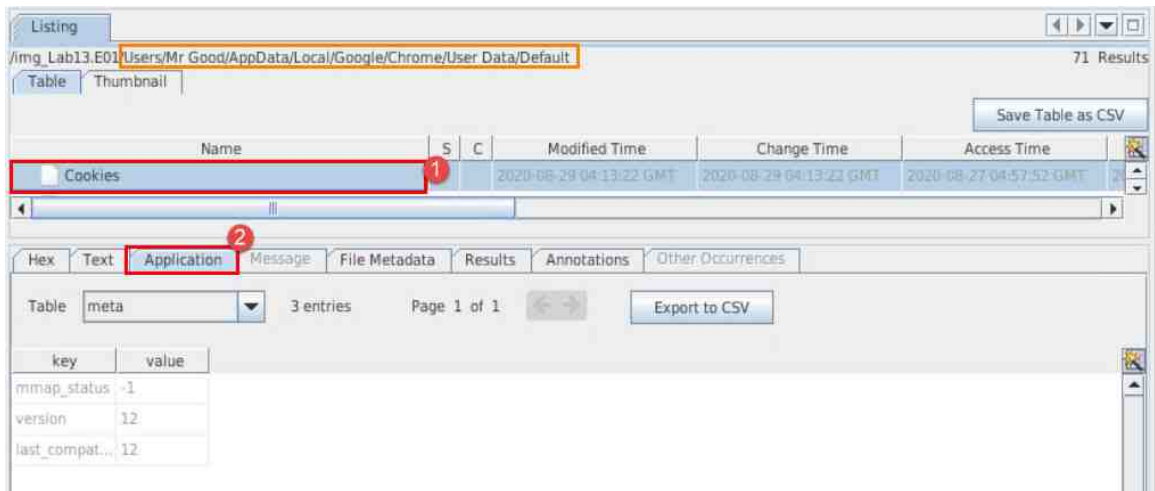 Listing
/img_Lab13.E01/Users/Mr Good/AppData/Local/Google/Chrome/User Data/Default 71 Results
Table Thumbnail
Save Table as CSV
Name S C Modified Time Change Time Access Time
Cookies 1 2020-08-29 04:13:22 GMT 2020-08-29 04:13:22 GMT 2020-08-27 04:57:52 GMT
2
Hex Text Application Message File Metadata Results Annotations Other Occurrences
Table meta 3 entries Page 1 of 1 Export to CSV
key value
mmap_status -1
version 12
last_compat... 12